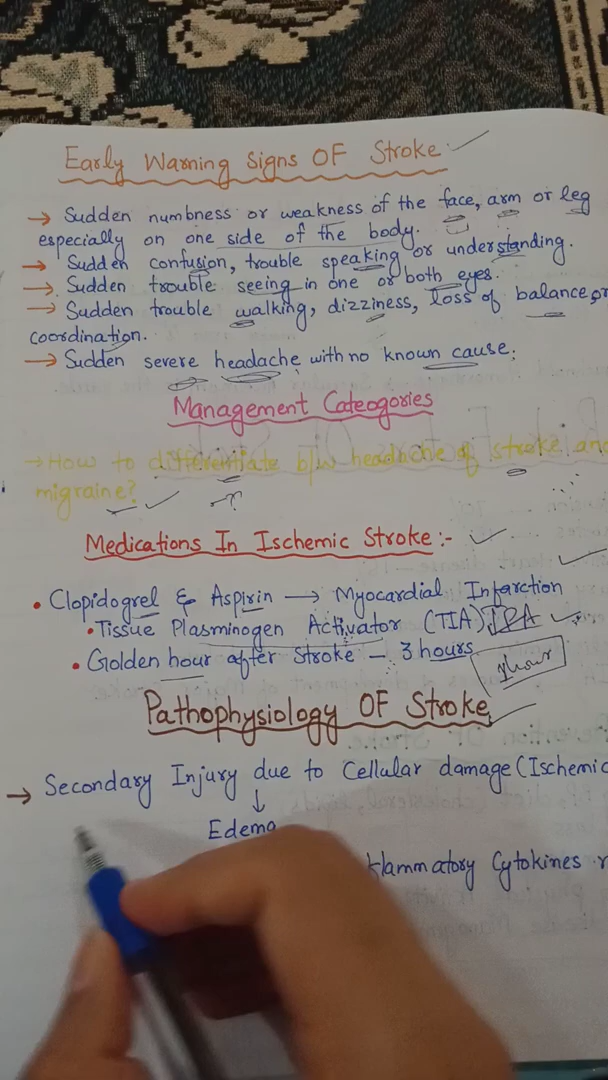 Early Warning Signs OF Stroke
→ Sudden numbness or weakness of the face, arm or leg
especially on one side of the body.
→ Sudden confusion, trouble speaking or understanding.
→ Sudden trouble seeing in one or both eyes.
→ Sudden trouble walking, dizziness, loss of balance, or
coordination.
→ Sudden severe headache with no known cause.
Management Cateogories
→ How to differentiate b/w headache of stroke and
migraine?
Medications In Ischemic Stroke:-
• Clopidogrel & Aspirin → Myocardial Infarction
• Tissue Plasminogen Activator (TIA)
• Golden hour after Stroke - 3 hours
1 hour
Pathophysiology OF Stroke
→ Secondary Injury due to Cellular damage (Ischemic
↓
Edema
Cytokines